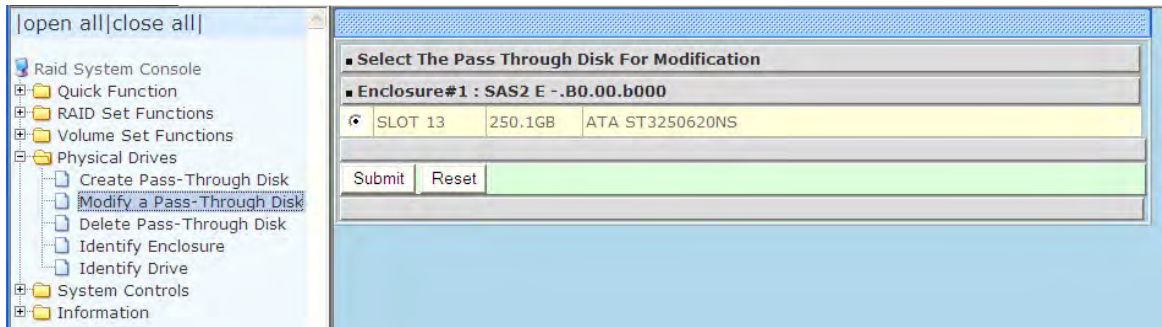 |open all|close all|
Raid System Console
Quick Function
RAID Set Functions
Volume Set Functions
Physical Drives
Create Pass-Through Disk
Modify a Pass-Through Disk
Delete Pass-Through Disk
Identify Enclosure
Identify Drive
System Controls
Information
Select The Pass Through Disk For Modification
Enclosure#1 : SAS2 E -.B0.00.b000
SLOT 13 250.1GB ATA ST3250620NS
Submit Reset